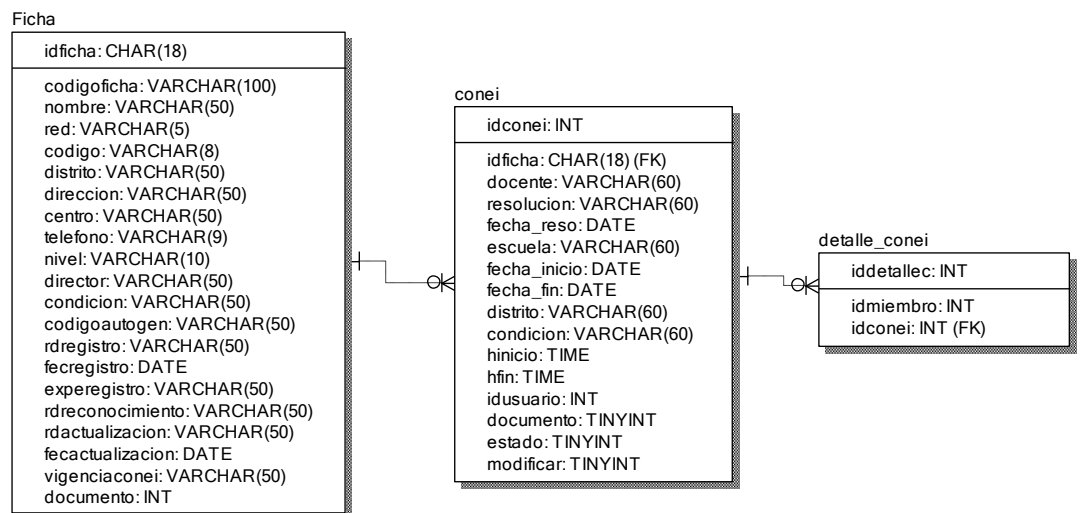 Ficha
idficha: CHAR(18)
codigoficha: VARCHAR(100)
nombre: VARCHAR(50)
red: VARCHAR(5)
codigo: VARCHAR(8)
distrito: VARCHAR(50)
direccion: VARCHAR(50)
centro: VARCHAR(50)
telefono: VARCHAR(9)
nivel: VARCHAR(10)
director: VARCHAR(50)
condicion: VARCHAR(50)
codigoautogen: VARCHAR(50)
rdregistro: VARCHAR(50)
fecregistro: DATE
experegistro: VARCHAR(50)
rdreconocimiento: VARCHAR(50)
rdactualizacion: VARCHAR(50)
fecactualizacion: DATE
vigenciaconei: VARCHAR(50)
documento: INT
conei
idconei: INT
idficha: CHAR(18) (FK)
docente: VARCHAR(60)
resolucion: VARCHAR(60)
fecha_reso: DATE
escuela: VARCHAR(60)
fecha_inicio: DATE
fecha_fin: DATE
distrito: VARCHAR(60)
condicion: VARCHAR(60)
hinicio: TIME
hfin: TIME
idusuario: INT
documento: TINYINT
estado: TINYINT
modificar: TINYINT
detalle_conei
iddetallec: INT
idmiembro: INT
idconei: INT (FK)